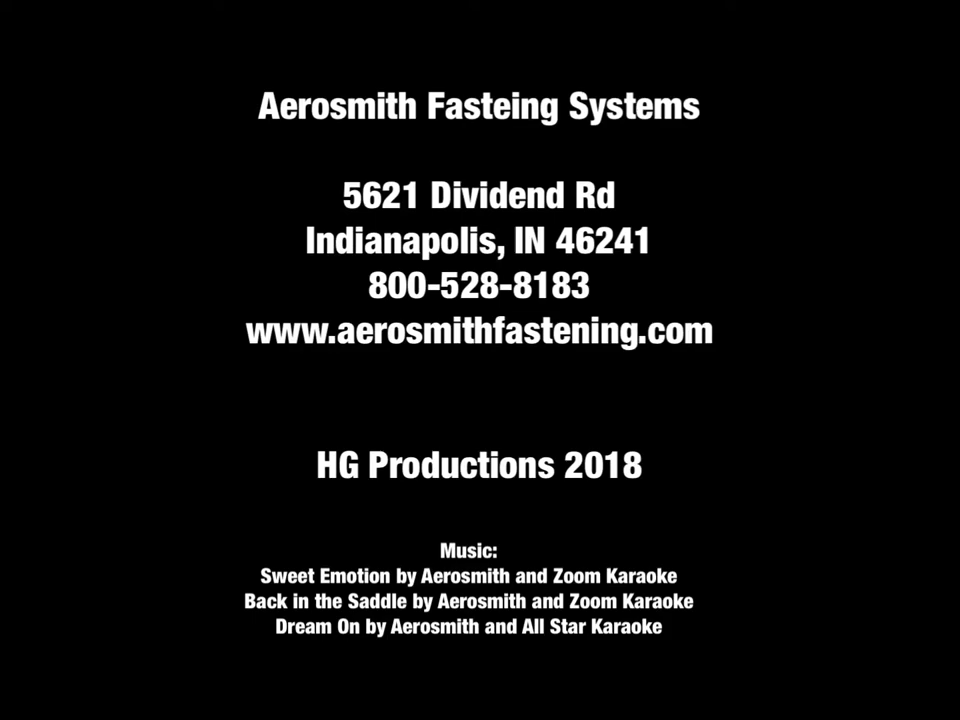 Aerosmith Fasteing Systems
5621 Dividend Rd
Indianapolis, IN 46241
800-528-8183
www.aerosmithfastening.com
HG Productions 2018
Music:
Sweet Emotion by Aerosmith and Zoom Karaoke
Back in the Saddle by Aerosmith and Zoom Karaoke
Dream On by Aerosmith and All Star Karaoke